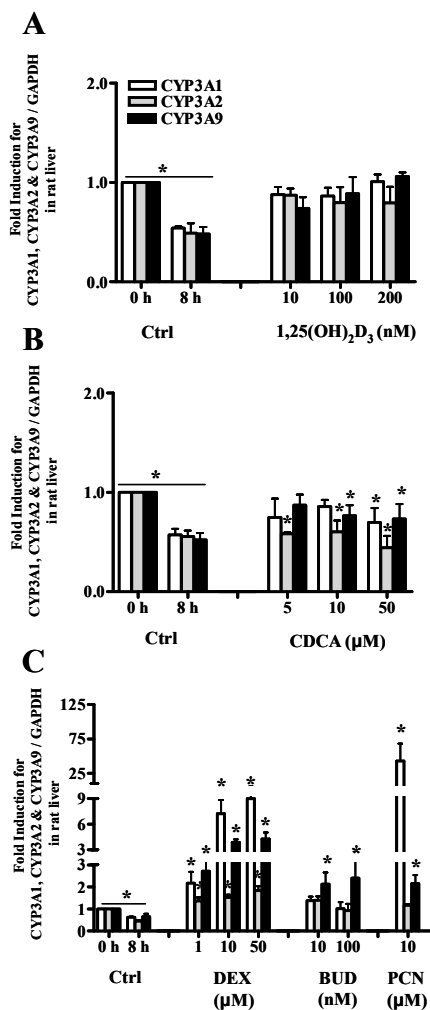 A
Fold Induction for
CYP3A1, CYP3A2 & CYP3A9 / GAPDH
in rat liver
2.0
1.0
0.0
CYP3A1
CYP3A2
CYP3A9
*
0 h 8 h 10 100 200
Ctrl 1,25(OH)2D3 (nM)
B
Fold Induction for
CYP3A1, CYP3A2 & CYP3A9 / GAPDH
in rat liver
2.0
1.0
0.0
*
* * * * * *
0 h 8 h 5 10 50
Ctrl CDCA (µM)
C
Fold Induction for
CYP3A1, CYP3A2 & CYP3A9 / GAPDH
in rat liver
125
75
25
9
6
3
3
2
1
0
*
* * * * * * * * *
* *
* *
0 h 8 h 1 10 50 10 100 10
Ctrl DEX BUD PCN
(µM) (nM) (µM)